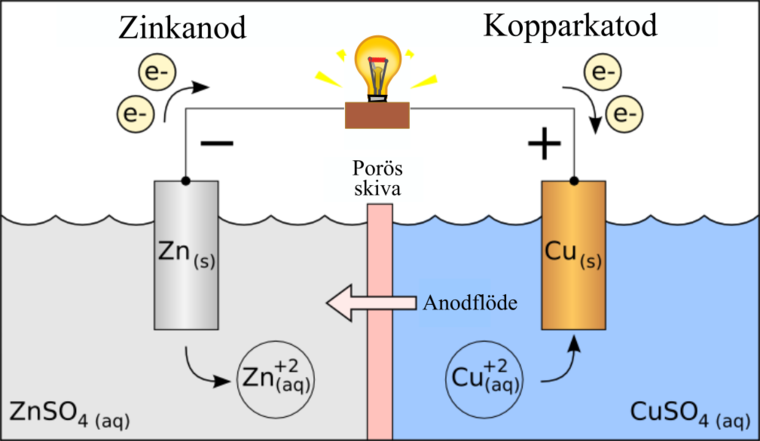 Zinkanod
Kopparkatod
e-
e-
e-
e-
−
+
Porös
skiva
Zn(s)
Cu(s)
Anodflöde
Zn+2(aq)
Cu+2(aq)
ZnSO4 (aq)
CuSO4 (aq)